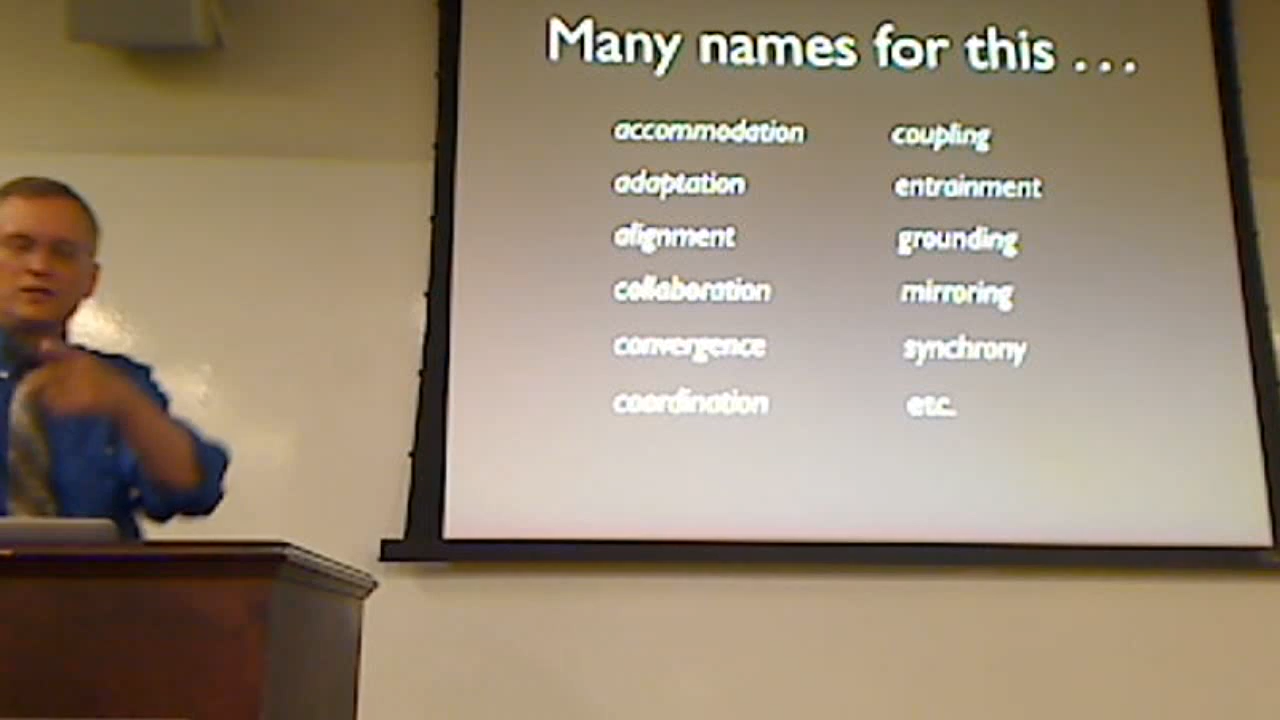 Many names for this . . .
accommodation
adaptation
alignment
collaboration
convergence
coordination
coupling
entrainment
grounding
mirroring
synchrony
etc.